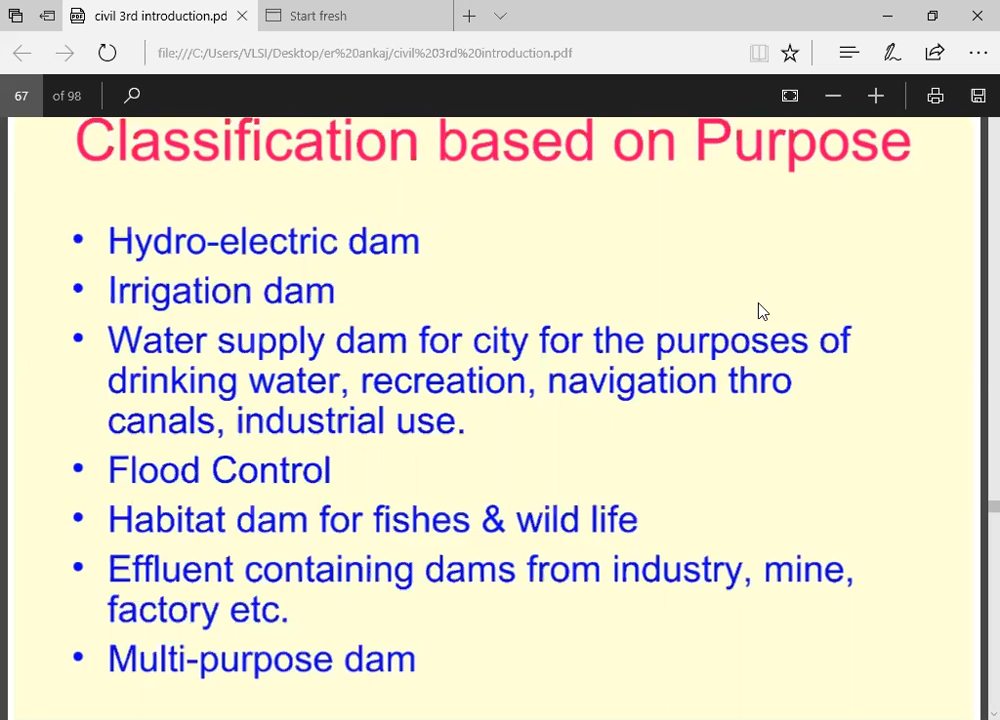 civil 3rd introduction.pd
Start fresh
file:///C:/Users/VLSI/Desktop/er%20ankaj/civil%203rd%20introduction.pdf
67 of 98
Classification based on Purpose
• Hydro-electric dam
• Irrigation dam
• Water supply dam for city for the purposes of
drinking water, recreation, navigation thro
canals, industrial use.
• Flood Control
• Habitat dam for fishes & wild life
• Effluent containing dams from industry, mine,
factory etc.
• Multi-purpose dam